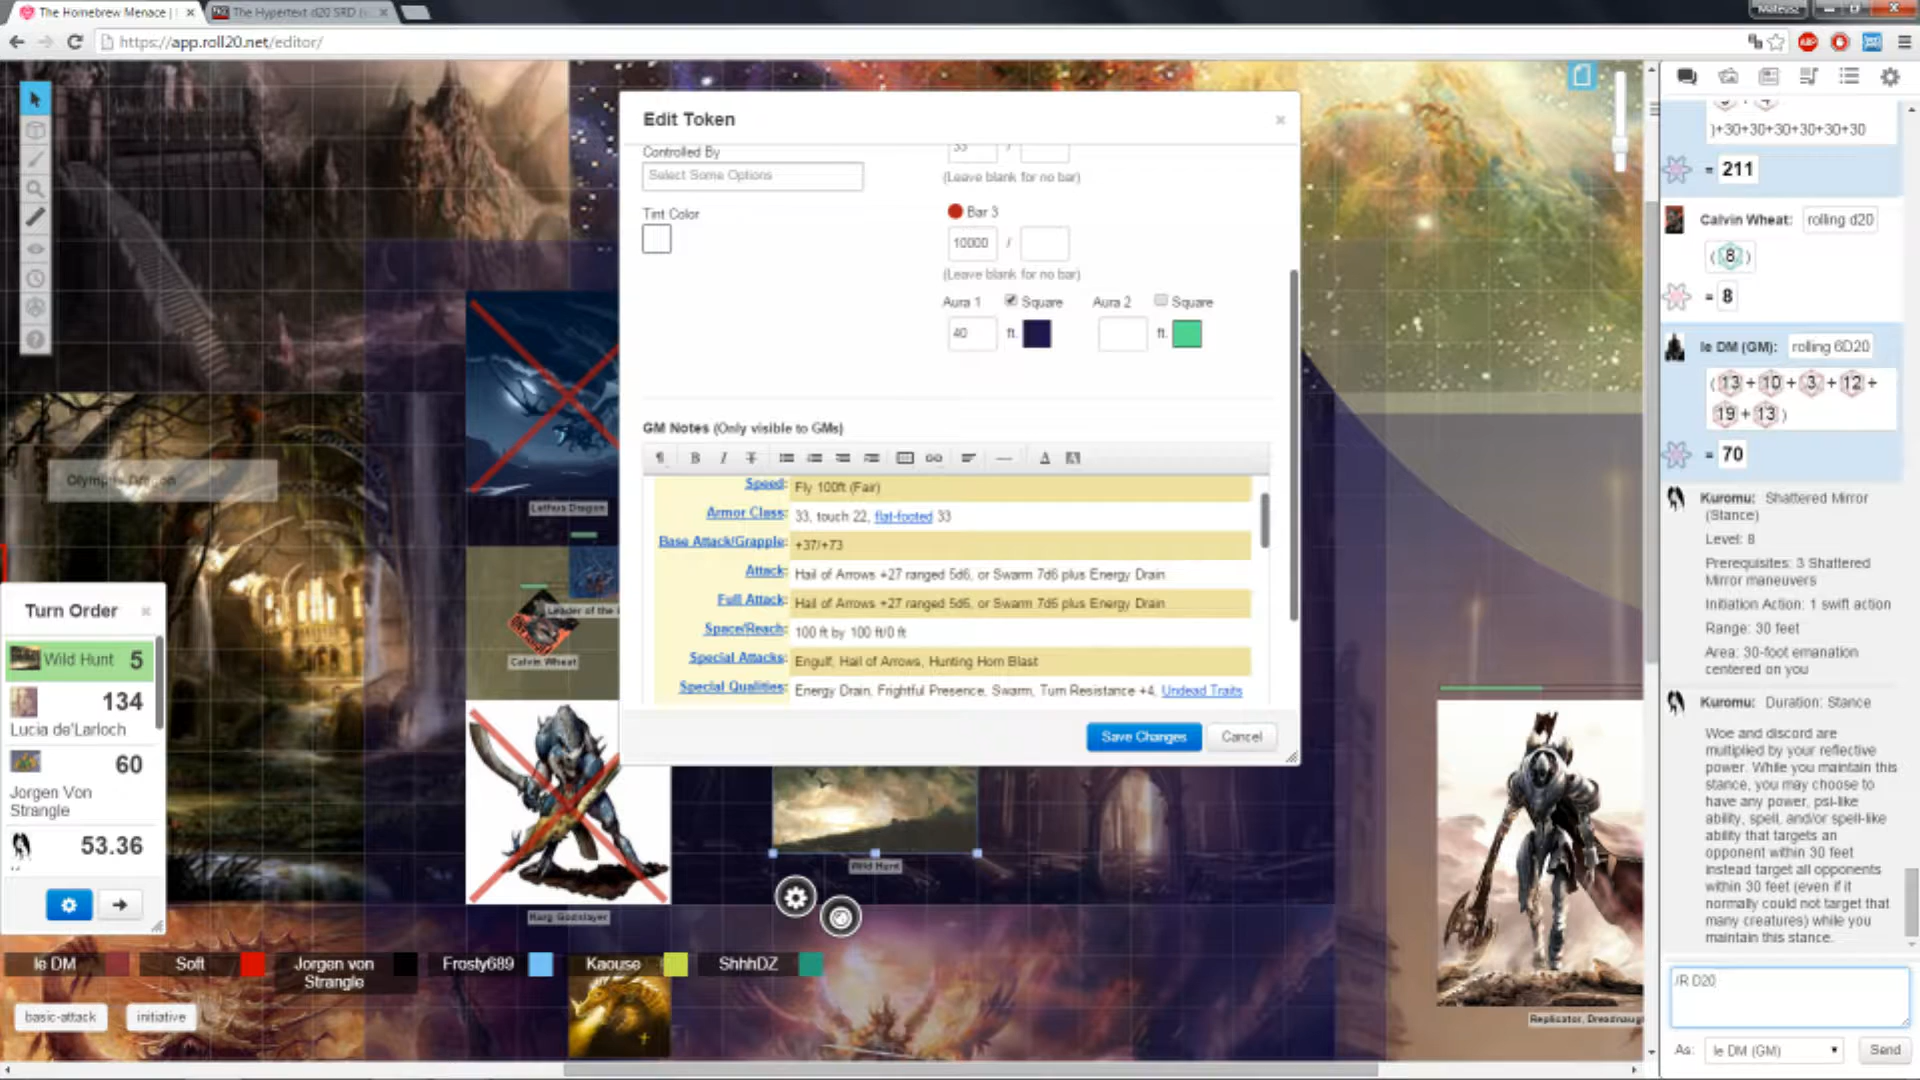 The Homebrew Menace |
The Hypertext d20 SRD (
Mateusz
https://app.roll20.net/editor/
Edit Token
Controlled By
Select Some Options
Tint Color
33 /
(Leave blank for no bar)
Bar 3
10000 /
(Leave blank for no bar)
Aura 1 Square Aura 2 Square
40 ft. ft.
GM Notes (Only visible to GMs)
Speed: Fly 100ft (Fair)
Armor Class: 33, touch 22, flat-footed 33
Base Attack/Grapple: +37/+73
Attack: Hail of Arrows +27 ranged 5d6, or Swarm 7d6 plus Energy Drain
Full Attack: Hail of Arrows +27 ranged 5d6, or Swarm 7d6 plus Energy Drain
Space/Reach: 100 ft by 100 ft/0 ft
Special Attacks: Engulf, Hail of Arrows, Hunting Horn Blast
Special Qualities: Energy Drain, Frightful Presence, Swarm, Turn Resistance +4, Undead Traits
Save Changes Cancel
Dragon
Dragon
Leader of the
Calvin Wheat
Wild Hunt
Replicator, Dreadnaught
Turn Order
Wild Hunt 5
134
Lucia de'Larloch
60
Jorgen Von
Strangle
53.36
le DM
Soft
Jorgen von
Strangle
Frosty689
Kaouse
ShhhDZ
basic-attack
initiative
)+30+30+30+30+30+30
= 211
Calvin Wheat: rolling d20
( 8 )
= 8
le DM (GM): rolling 6D20
( 13 + 10 + 3 + 12 +
19 + 13 )
= 70
Kuromu: Shattered Mirror
(Stance)
Level: 8
Prerequisites: 3 Shattered
Mirror maneuvers
Initiation Action: 1 swift action
Range: 30 feet
Area: 30-foot emanation
centered on you
Kuromu: Duration: Stance
Woe and discord are
multiplied by your reflective
power. While you maintain this
stance, you may choose to
have any power, psi-like
ability, spell, and/or spell-like
ability that targets an
opponent within 30 feet
instead target all opponents
within 30 feet (even if it
normally could not target that
many creatures) while you
maintain this stance.
/R D20
As: le DM (GM) Send